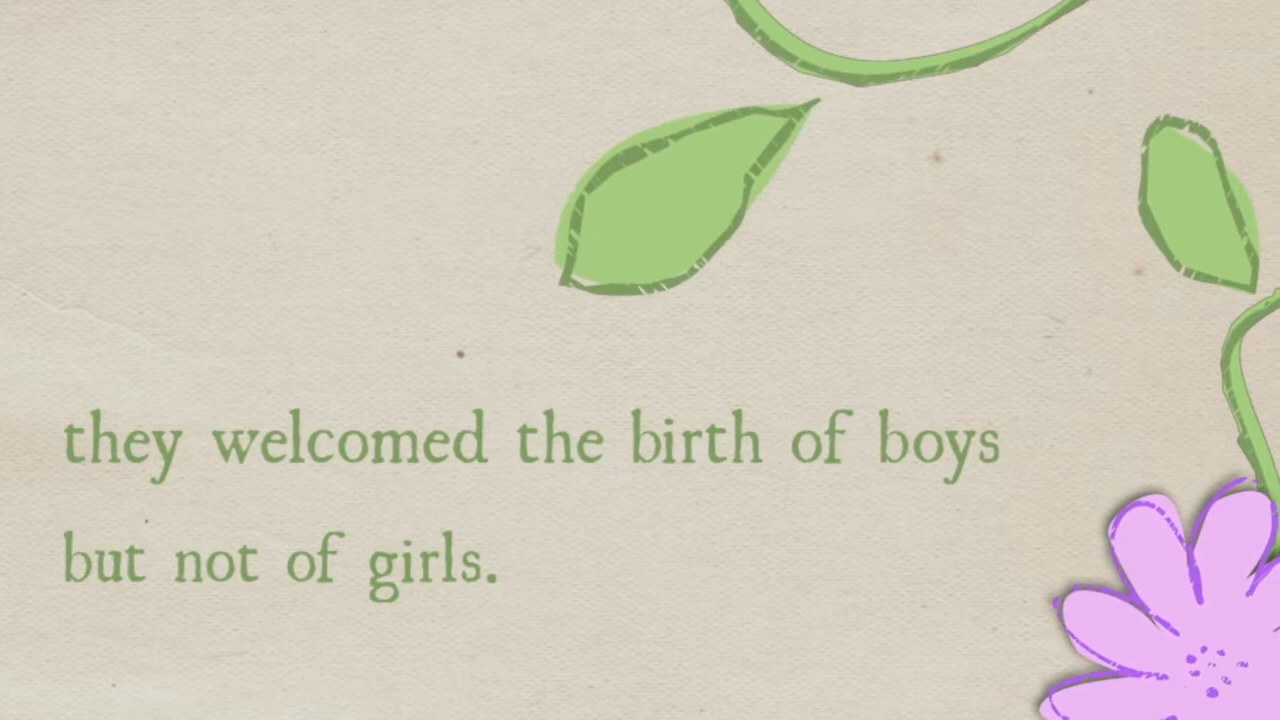 they welcomed the birth of boys
but not of girls.